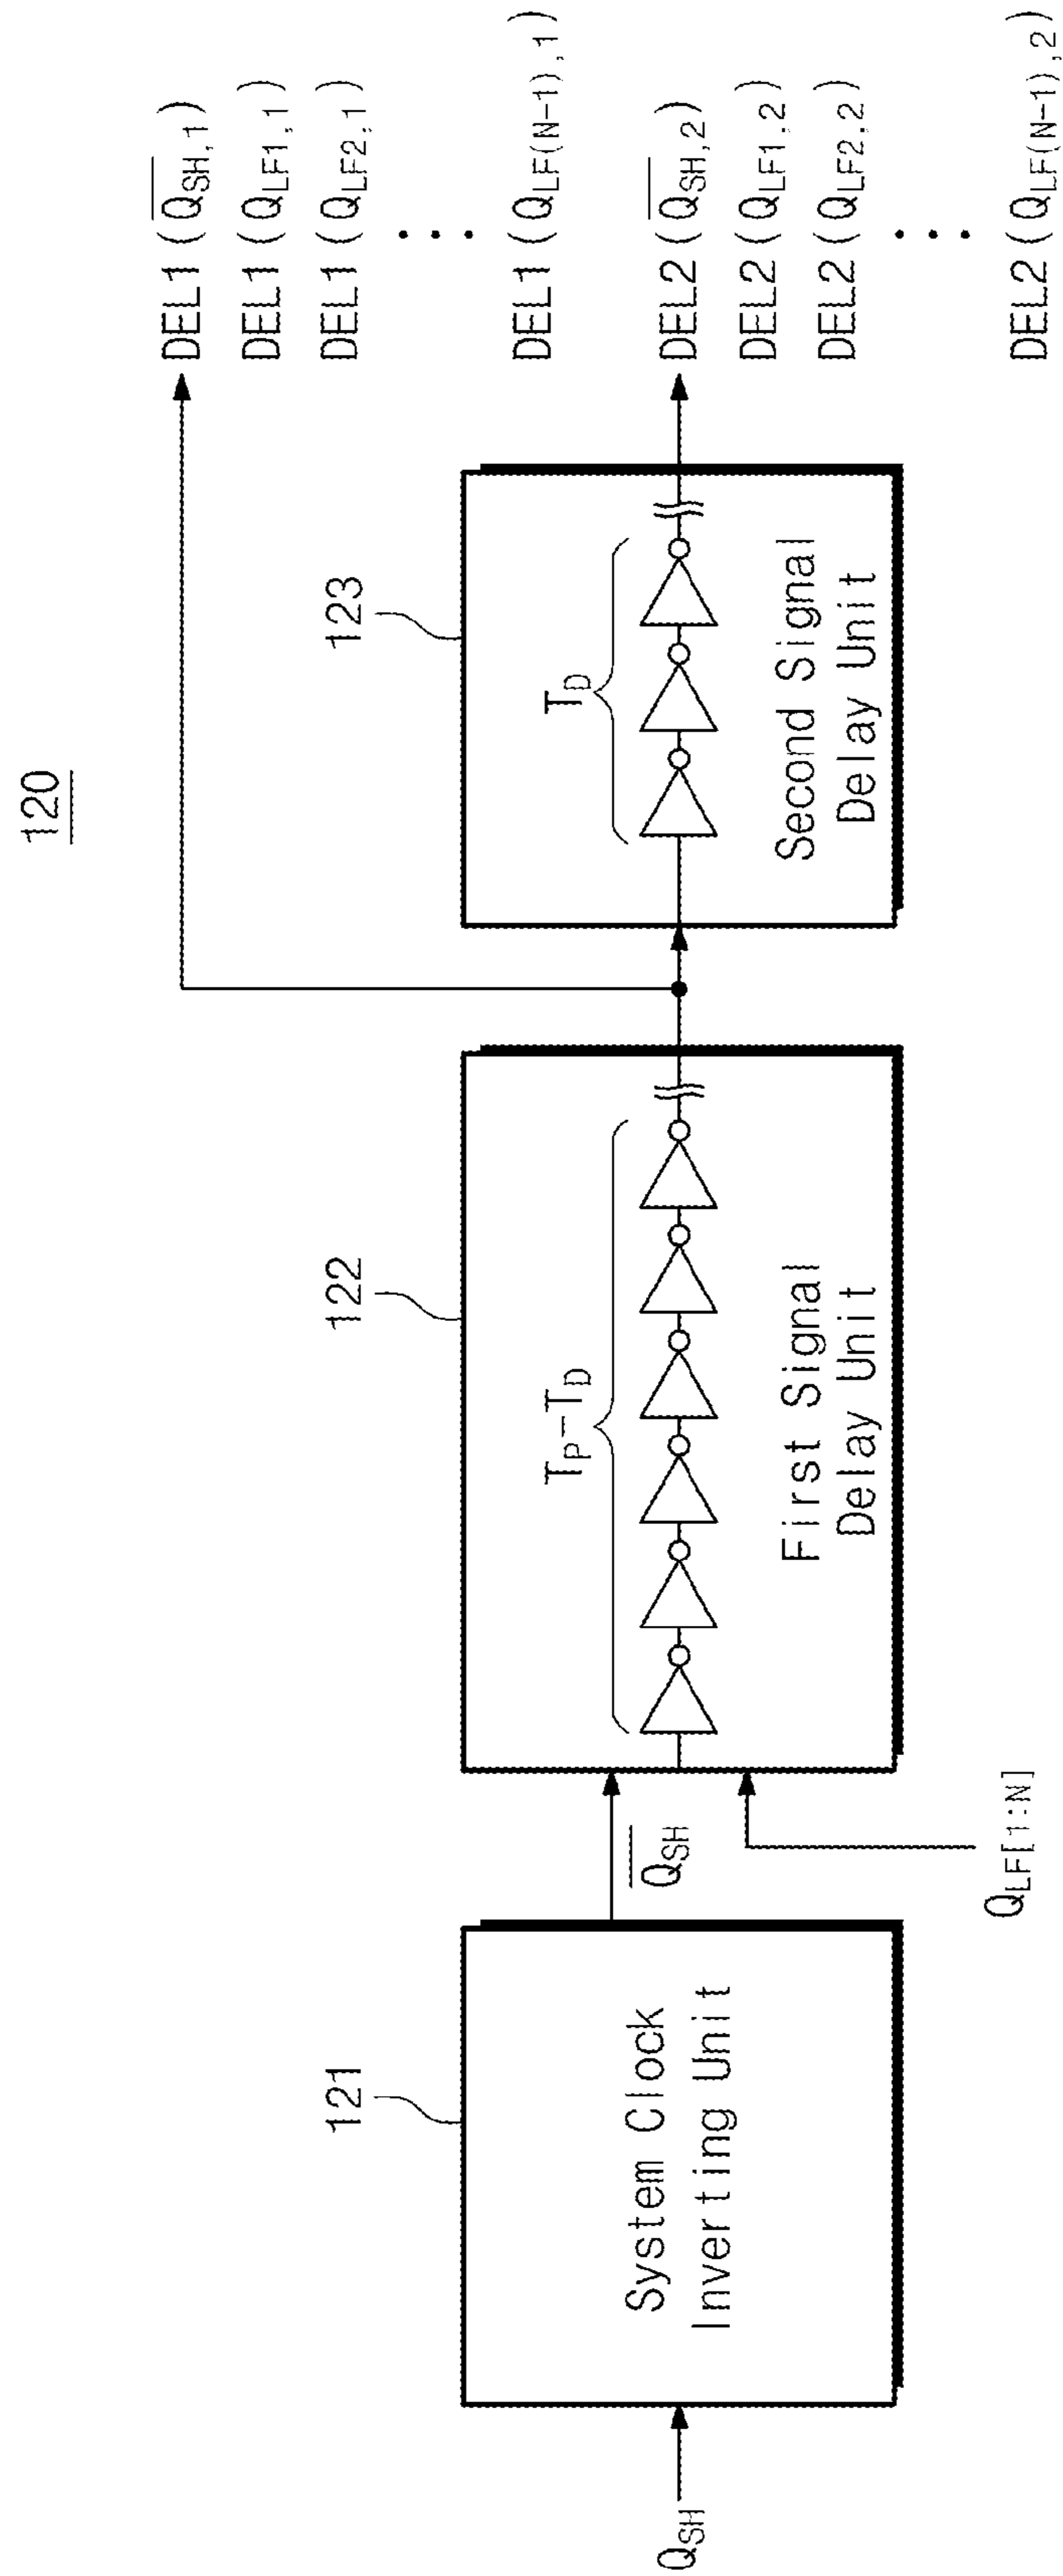 120
Q_SH
121
System Clock
Inverting Unit
Q̅_SH
Q_LF[1:N]
122
T_P-T_D
First Signal
Delay Unit
123
T_D
Second Signal
Delay Unit
DEL1(Q̅_SH,1)
DEL1(Q_LF1,1)
DEL1(Q_LF2,1)
...
DEL1(Q_LF(N-1),1)
DEL2(Q̅_SH,2)
DEL2(Q_LF1,2)
DEL2(Q_LF2,2)
...
DEL2(Q_LF(N-1),2)